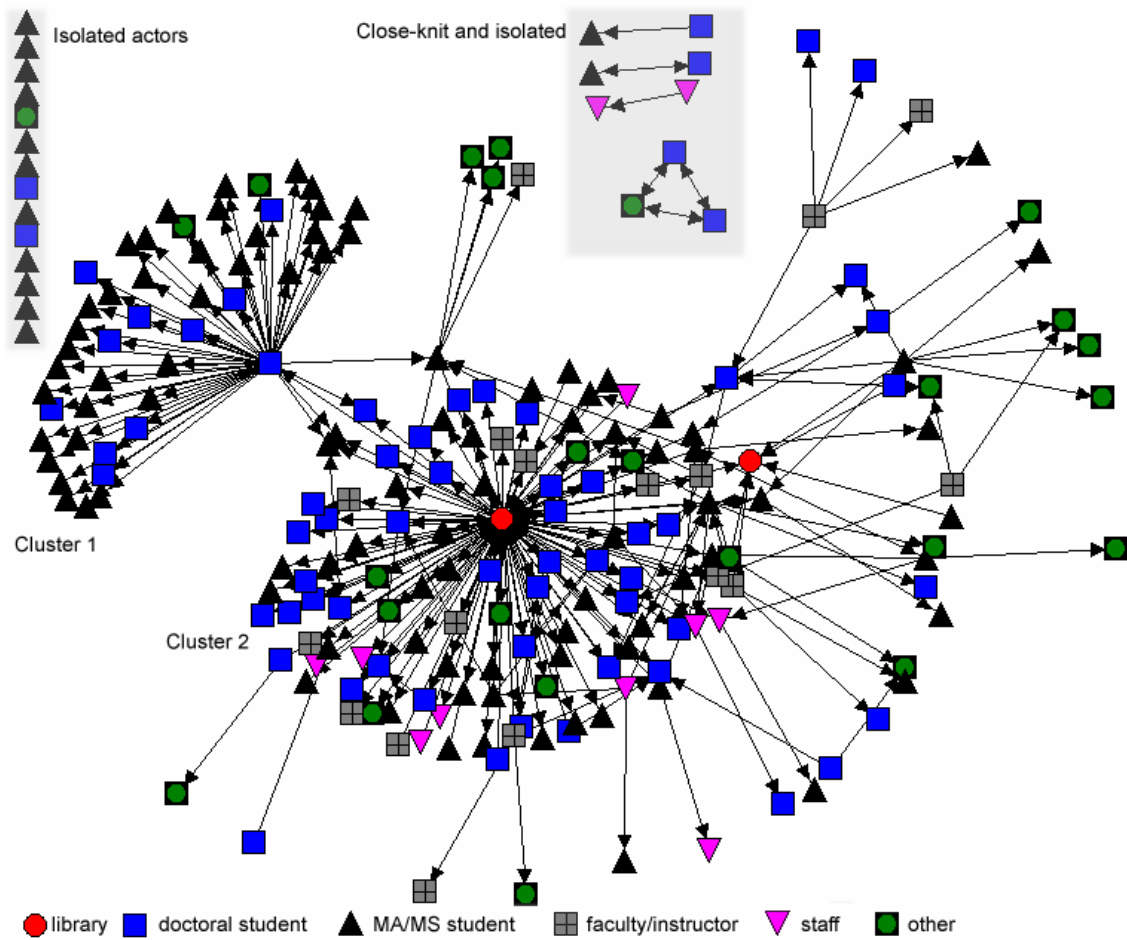 Isolated actors
Close-knit and isolated
Cluster 1
Cluster 2
library doctoral student MA/MS student faculty/instructor staff other